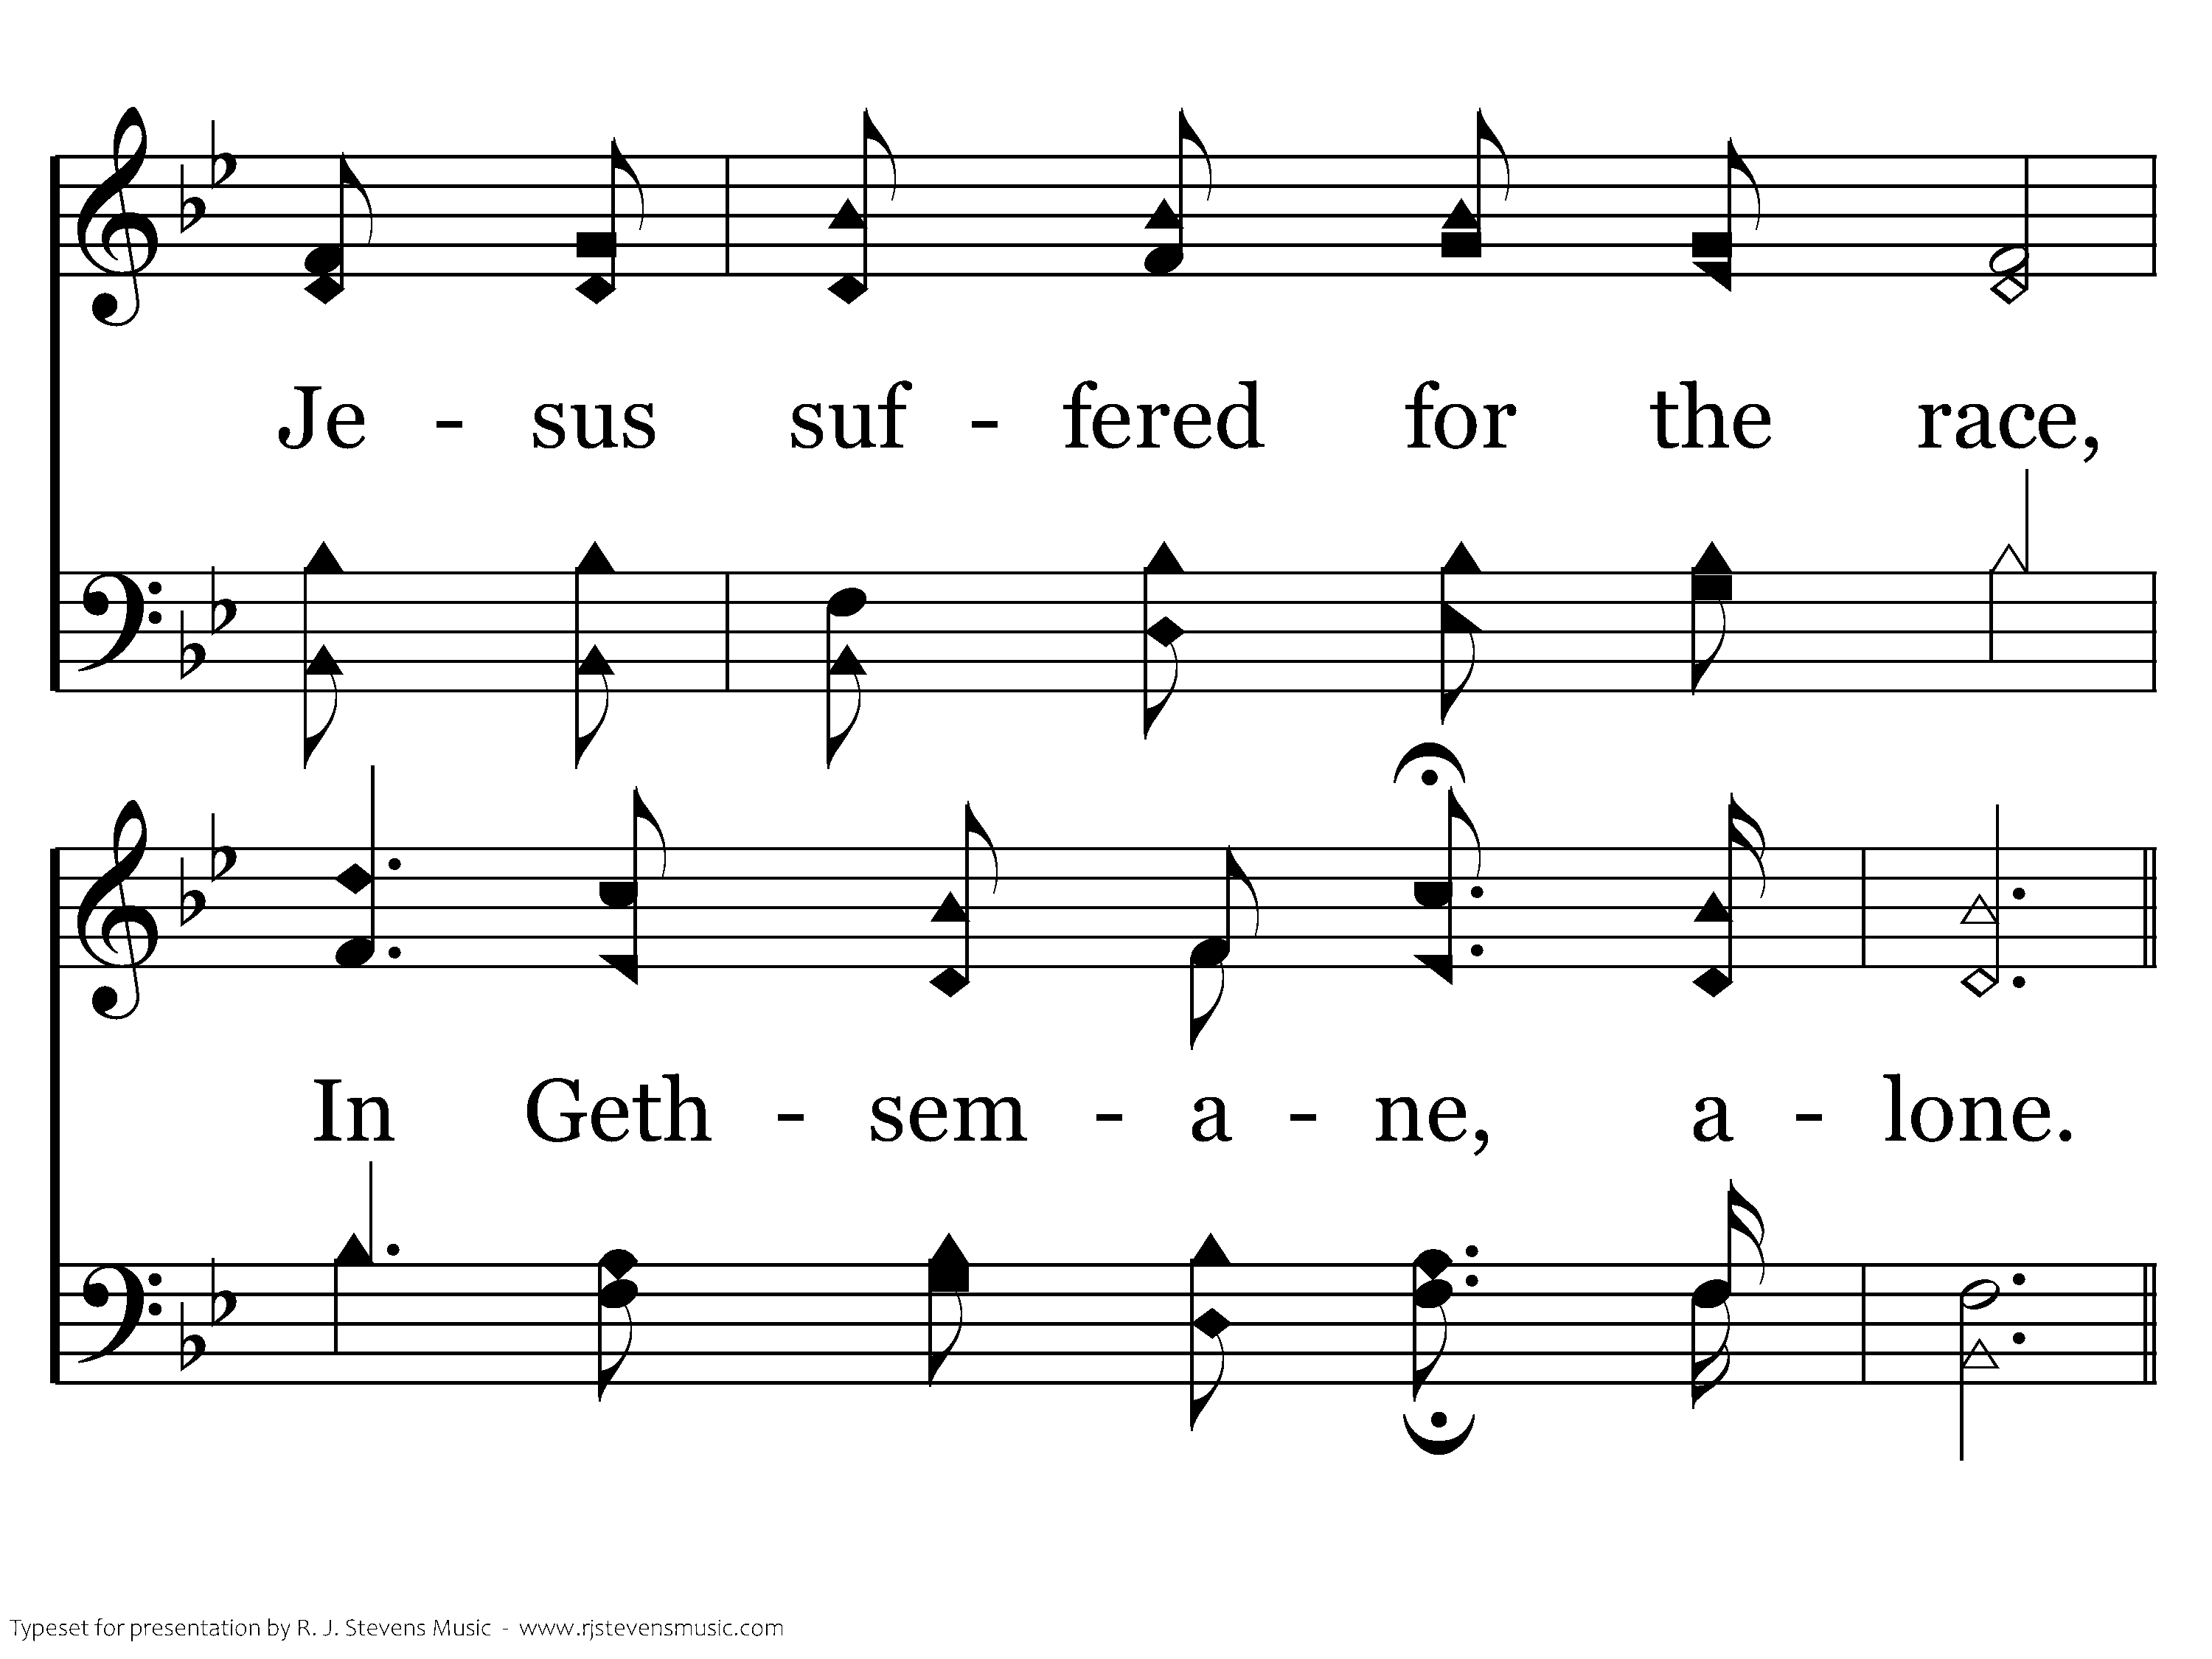 Je - sus suf - fered for the race,
In Geth - sem - a - ne, a - lone.
Typeset for presentation by R. J. Stevens Music - www.rjstevensmusic.com